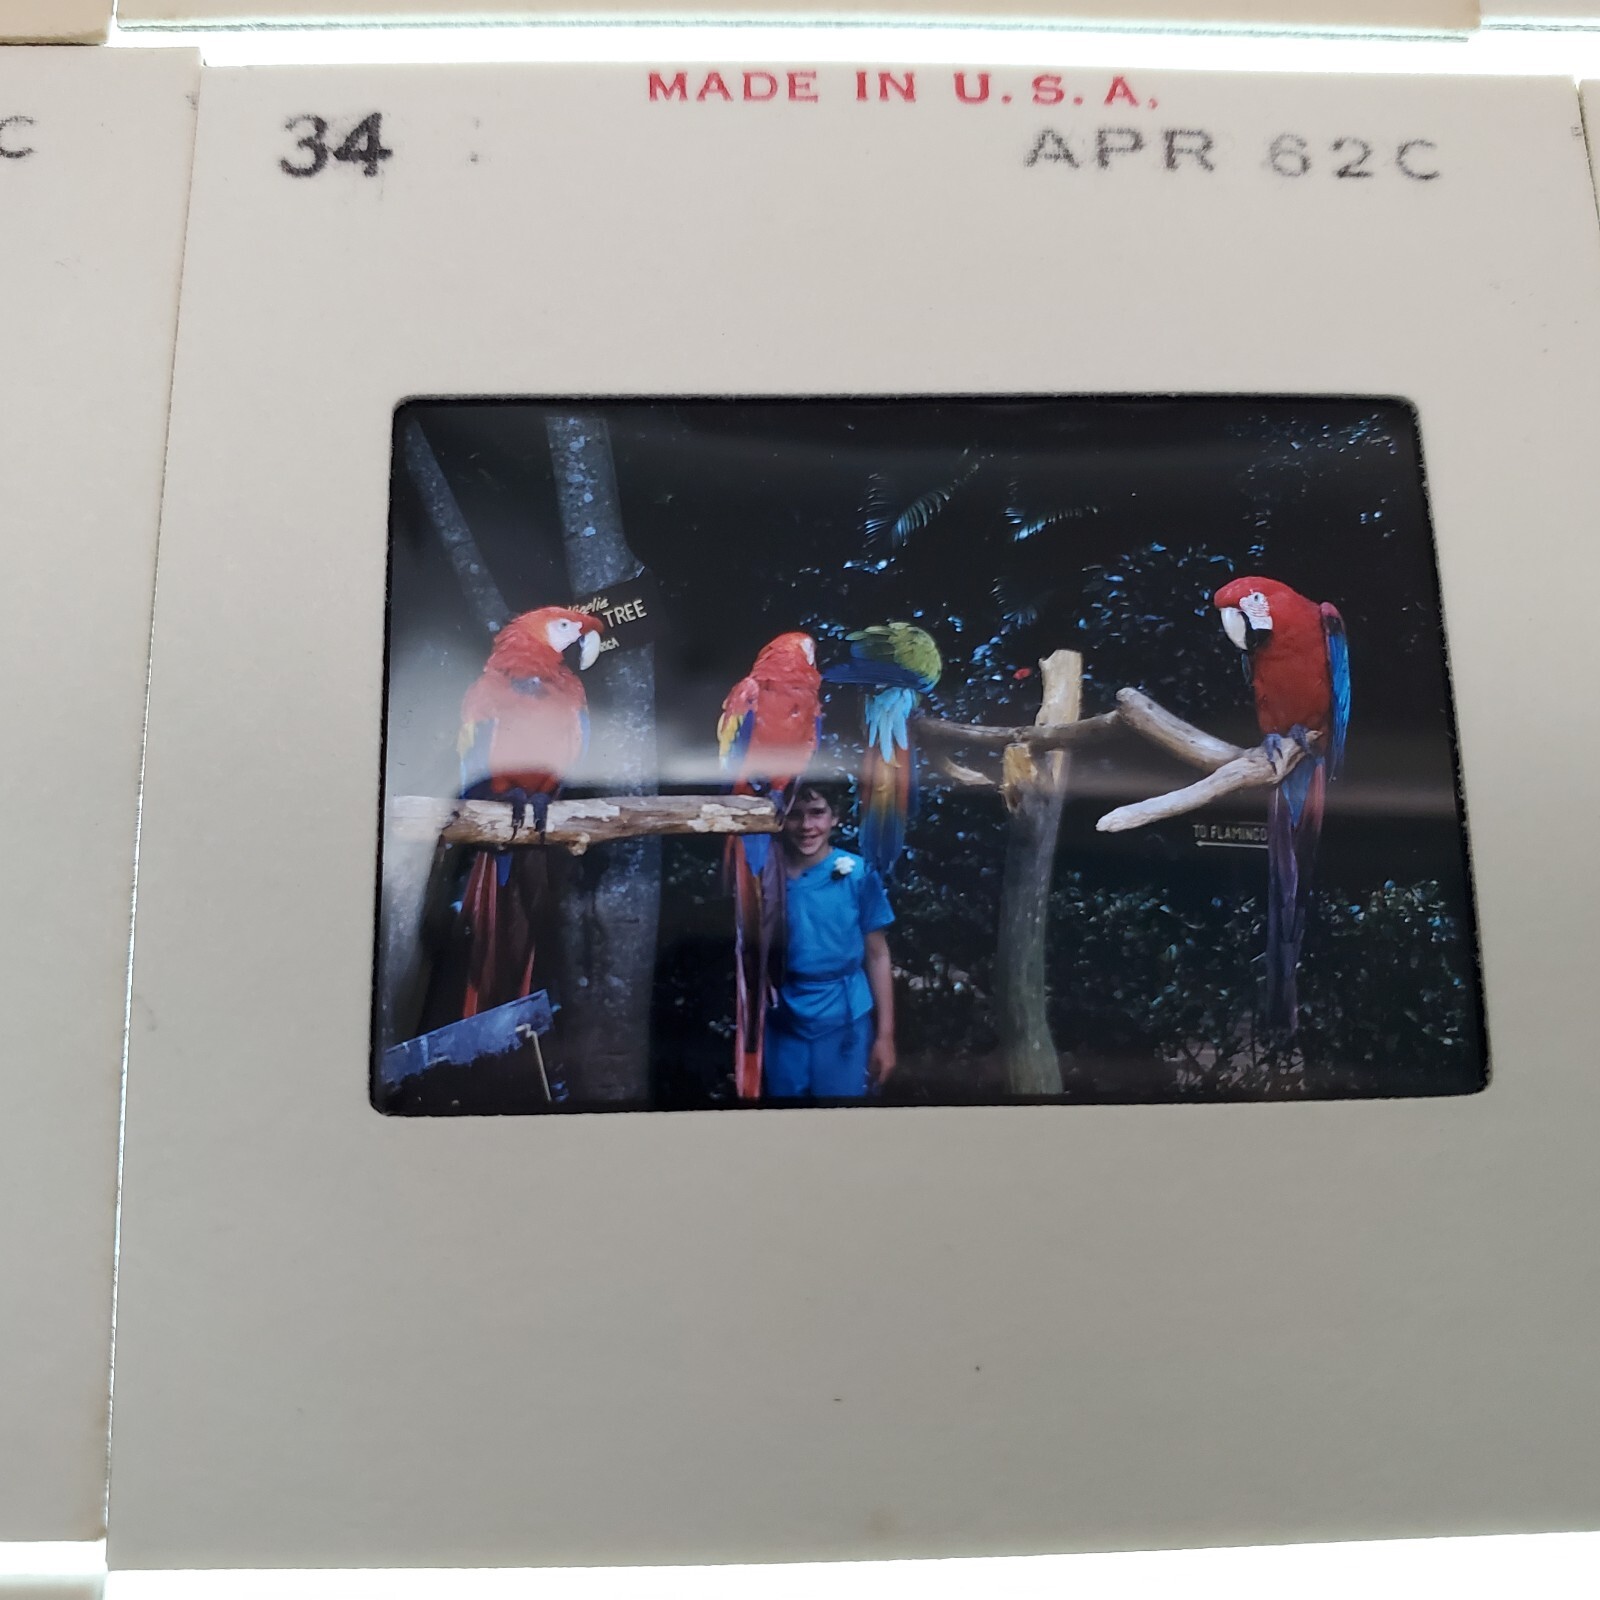 MADE IN U.S.A.
C
34
APR 62C
TREE
TO FLAMINGO